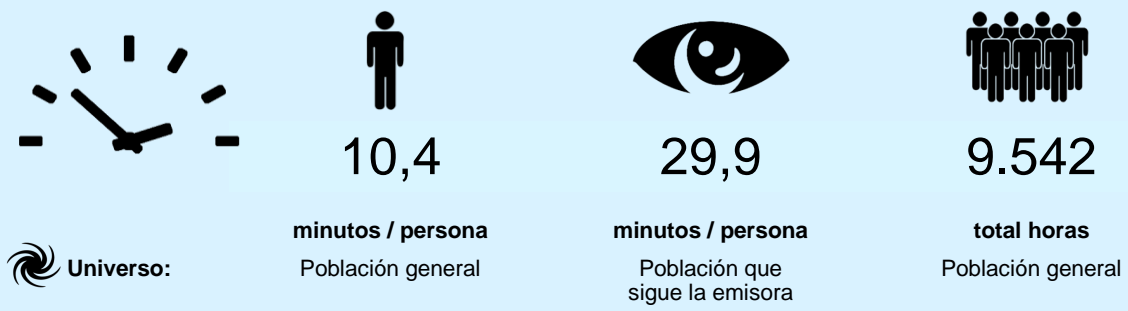 10,4
29,9
9.542
minutos / persona
minutos / persona
total horas
Universo:
Población general
Población que
sigue la emisora
Población general